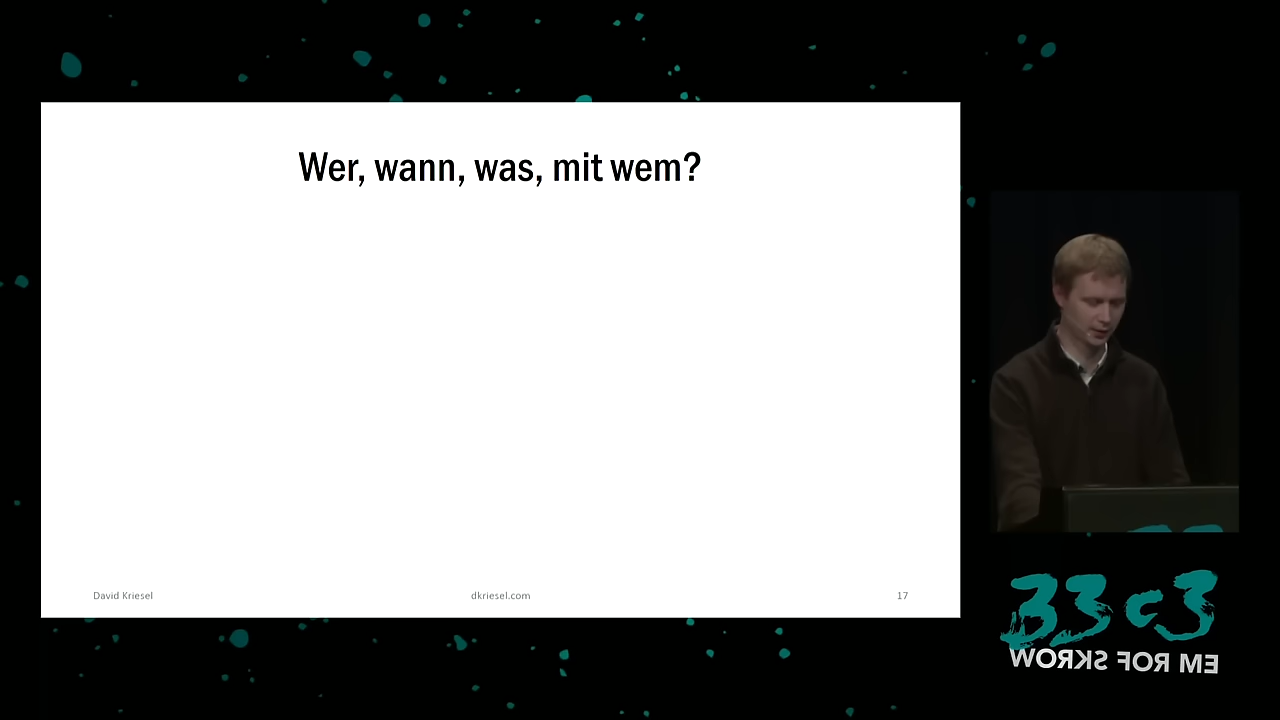 Wer, wann, was, mit wem?
David Kriesel
dkriesel.com
17
33c3
WORKS FOR ME